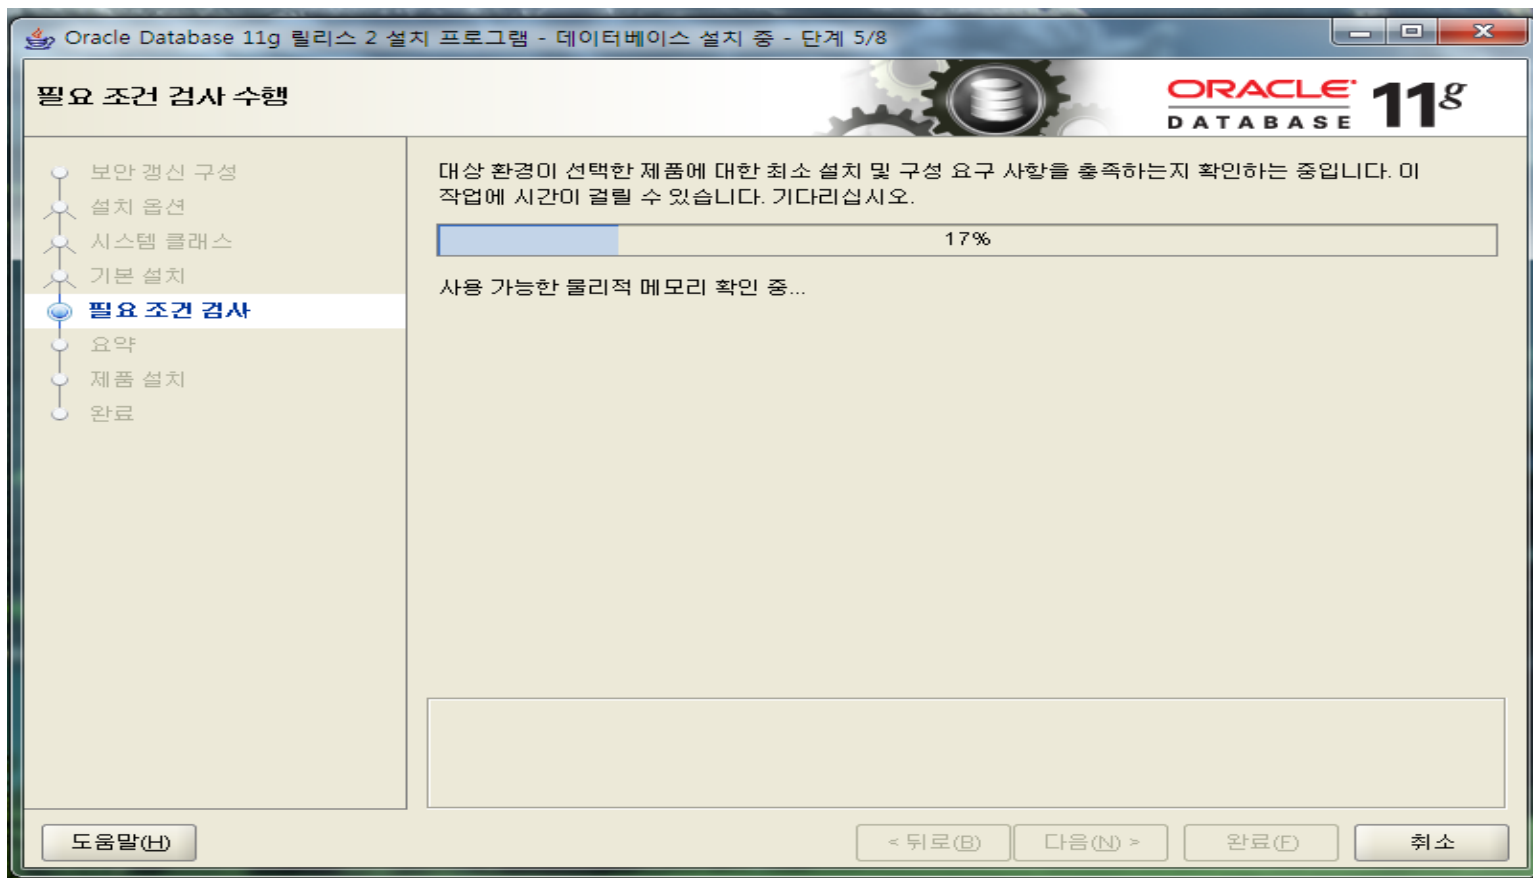 Oracle Database 11g 릴리스 2 설치 프로그램 - 데이터베이스 설치 중 - 단계 5/8
필요 조건 검사 수행
ORACLE
DATABASE 11g
보안 갱신 구성
설치 옵션
시스템 클래스
기본 설치
필요 조건 검사
요약
제품 설치
완료
대상 환경이 선택한 제품에 대한 최소 설치 및 구성 요구 사항을 충족하는지 확인하는 중입니다. 이
작업에 시간이 걸릴 수 있습니다. 기다리십시오.
17%
사용 가능한 물리적 메모리 확인 중...
도움말(H)
< 뒤로(B) 다음(N) > 완료(F) 취소